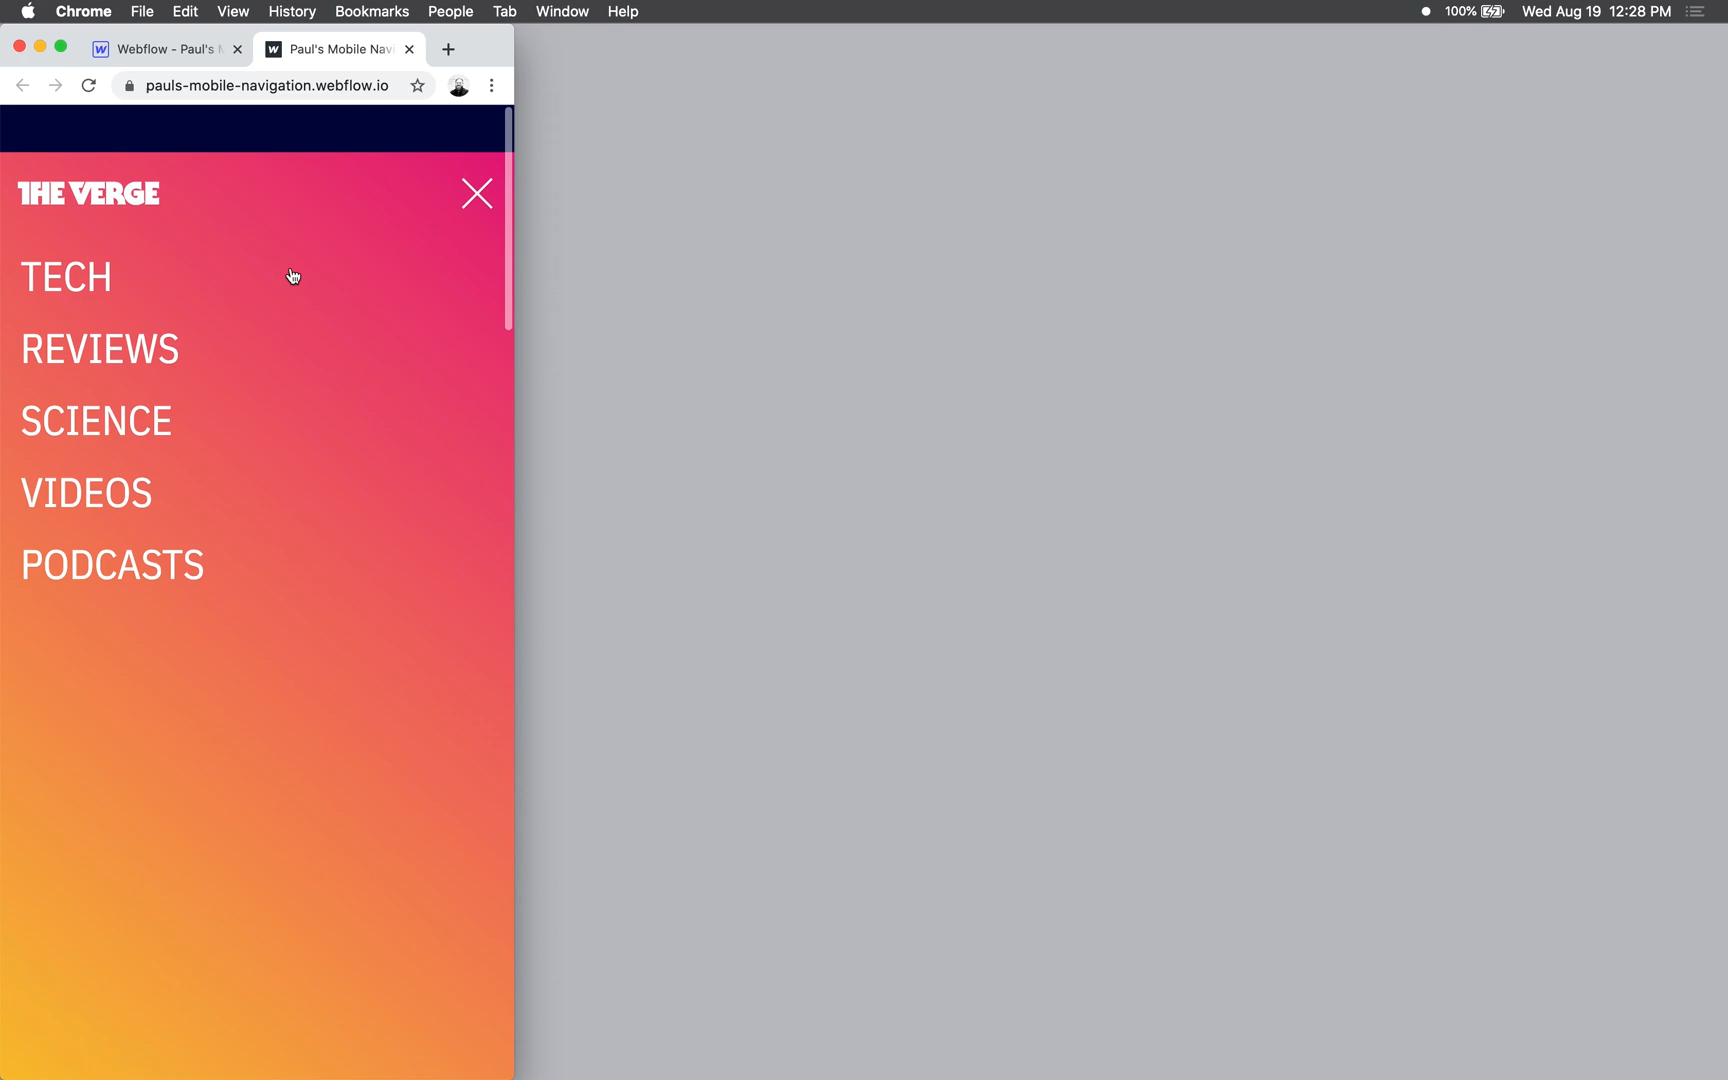 Chrome File Edit View History Bookmarks People Tab Window Help 100% Wed Aug 19 12:28 PM
Webflow - Paul's Paul's Mobile Navi
pauls-mobile-navigation.webflow.io
THE VERGE
TECH
REVIEWS
SCIENCE
VIDEOS
PODCASTS